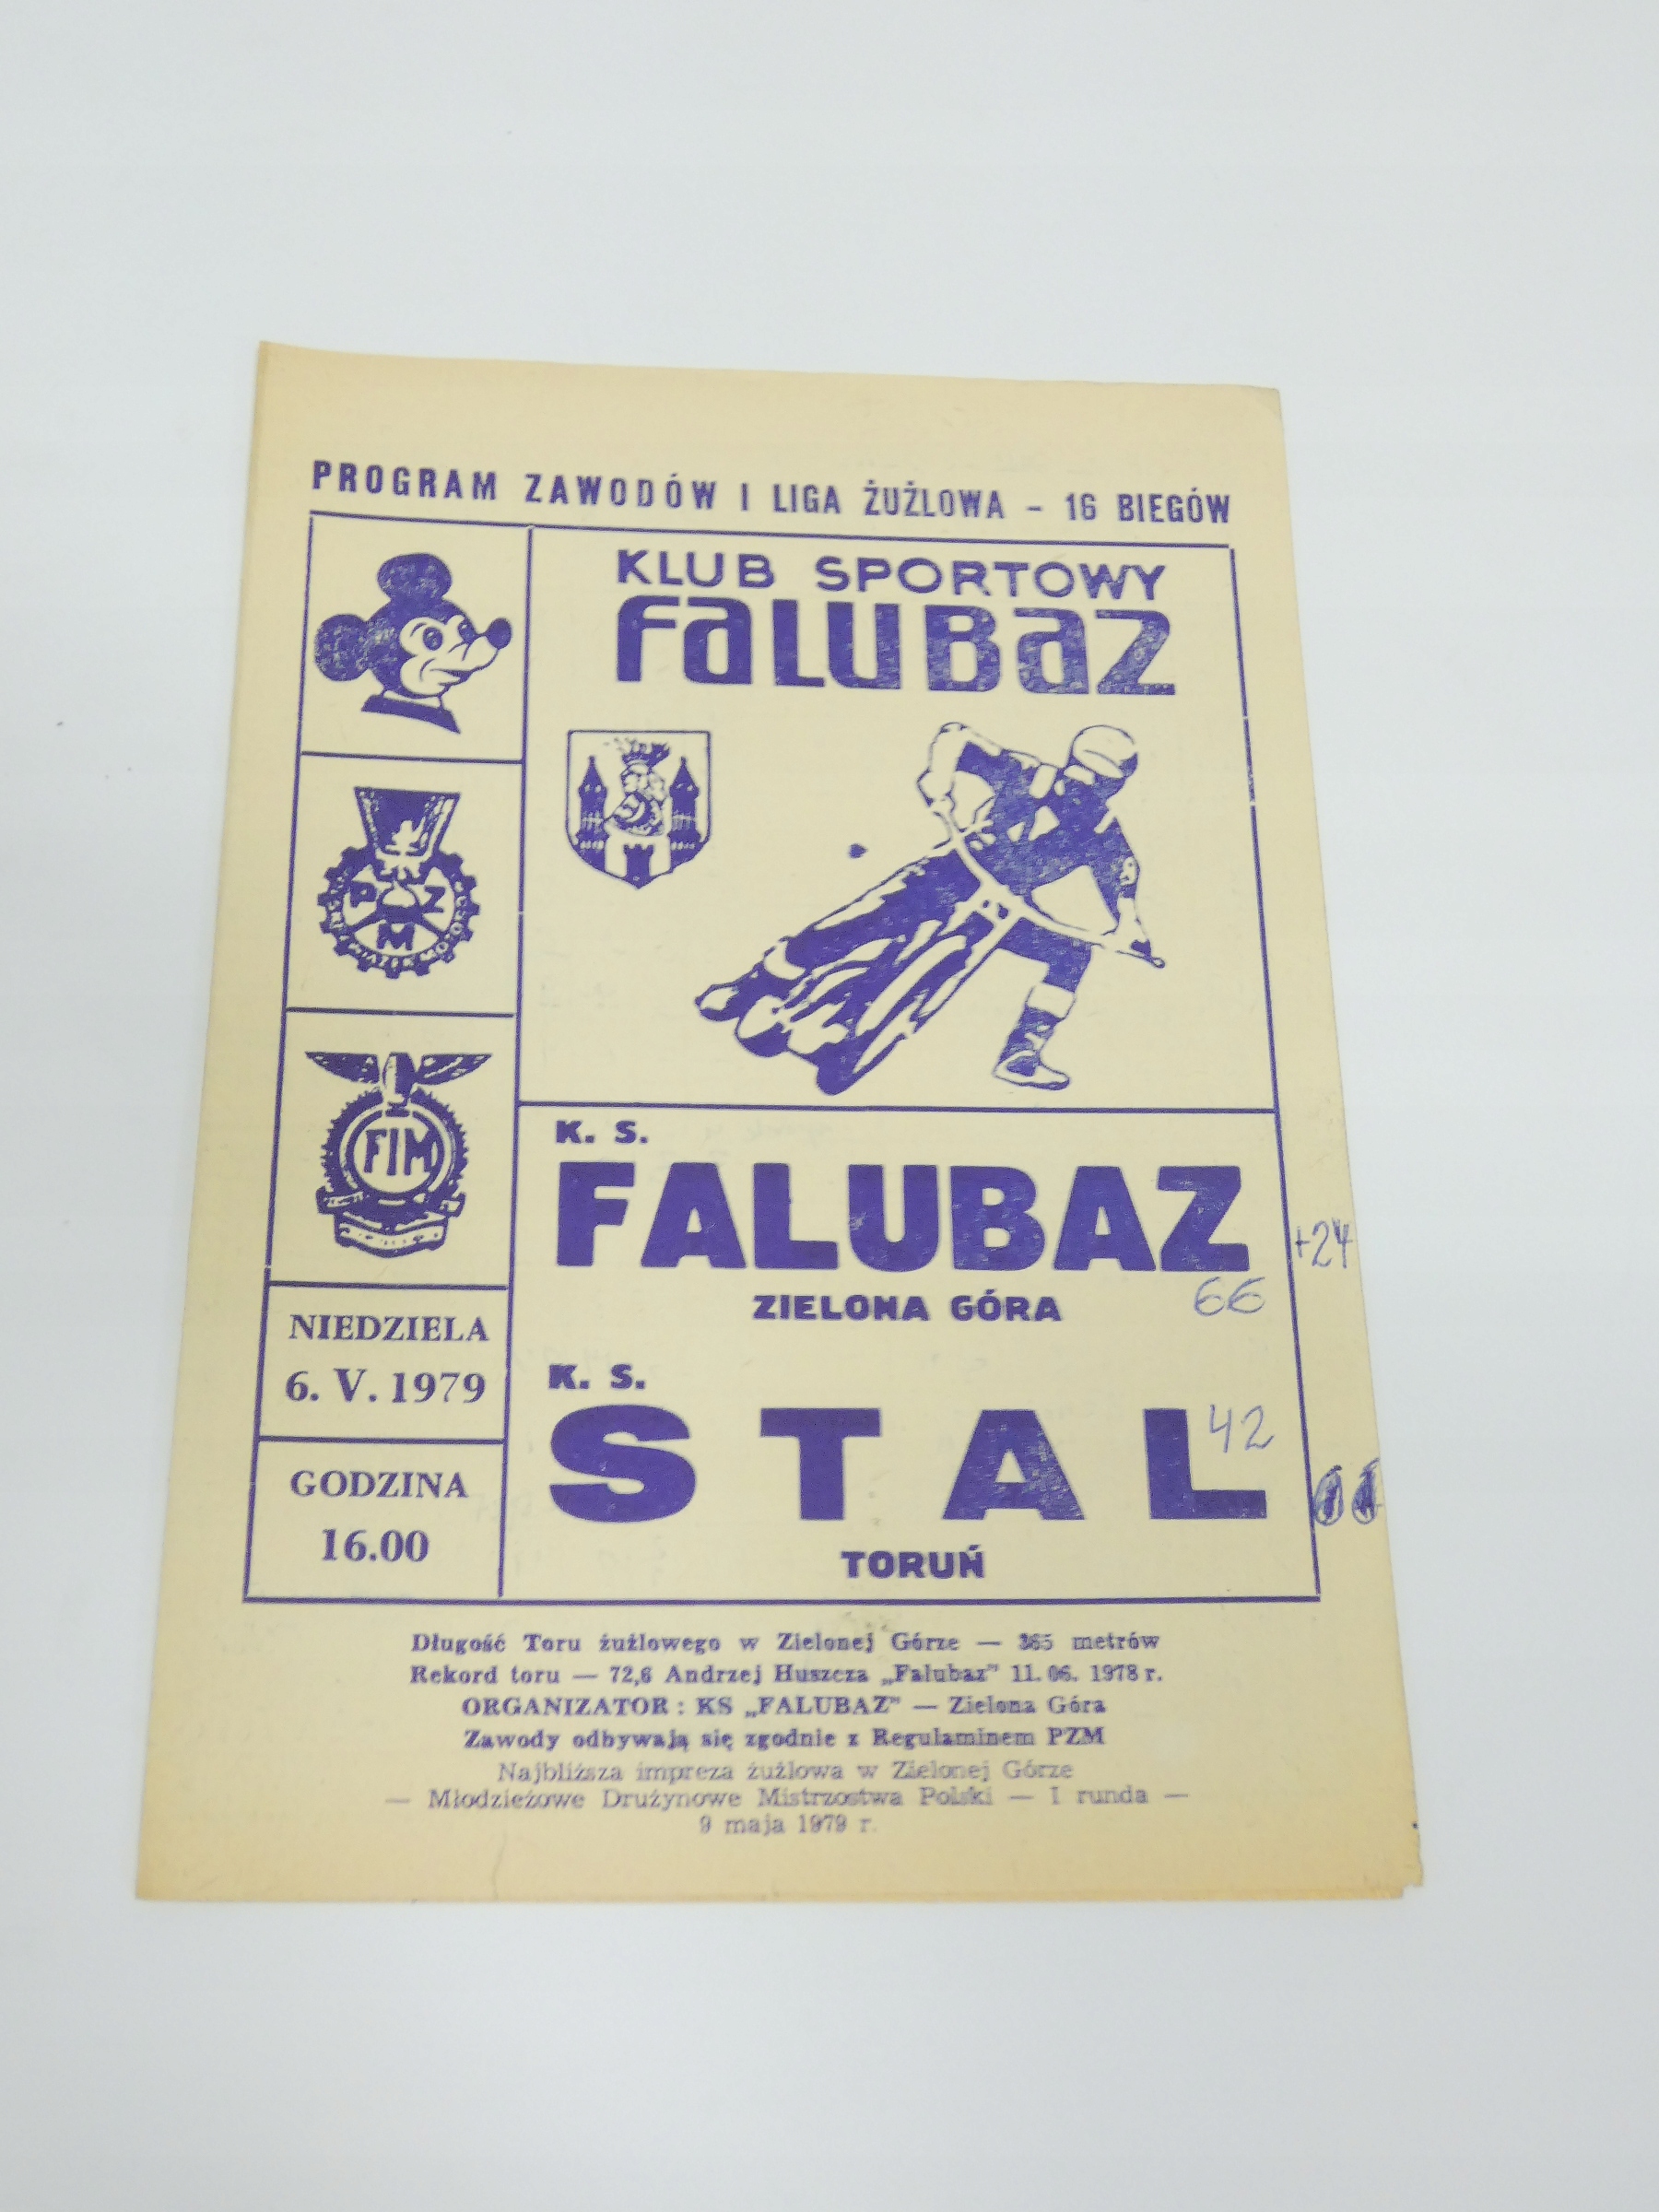 PROGRAM ZAWODÓW I LIGA ŻUŻLOWA - 16 BIEGÓW
KLUB SPORTOWY
FALUBAZ
P Z
M
FIM
K. S.
FALUBAZ
+24
ZIELONA GÓRA
66
NIEDZIELA
6. V. 1979
K. S.
STAL
42
GODZINA
16.00
TORUŃ
Długość Toru żużlowego w Zielonej Górze — 365 metrów
Rekord toru — 72,6 Andrzej Huszcza „Falubaz” 11. 06. 1978 r.
ORGANIZATOR : KS „FALUBAZ” — Zielona Góra
Zawody odbywają się zgodnie z Regulaminem PZM
Najbliższa impreza żużlowa w Zielonej Górze
— Młodzieżowe Drużynowe Mistrzostwa Polski — I runda —
9 maja 1979 r.